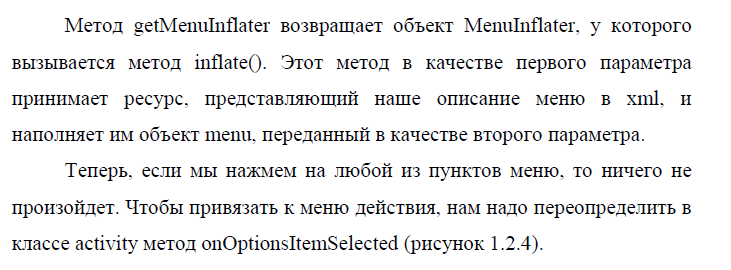 Метод getMenuInflater возвращает объект MenuInflater, у которого
вызывается метод inflate(). Этот метод в качестве первого параметра
принимает ресурс, представляющий наше описание меню в xml, и
наполняет им объект menu, переданный в качестве второго параметра.
Теперь, если мы нажмем на любой из пунктов меню, то ничего не
произойдет. Чтобы привязать к меню действия, нам надо переопределить в
классе activity метод onOptionsItemSelected (рисунок 1.2.4).